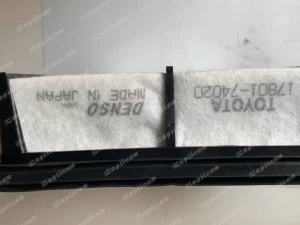 TOYOTA
17801-74020
DENSO
MADE IN
JAPAN